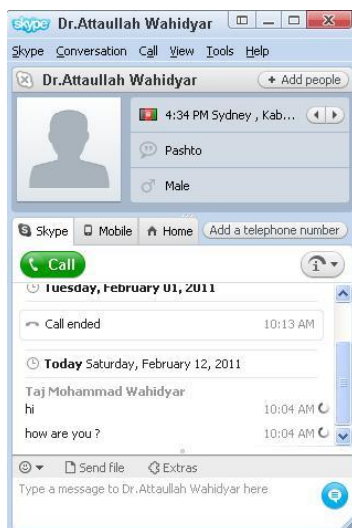 skype Dr.Attaullah Wahidyar
Skype Conversation Call View Tools Help
Dr.Attaullah Wahidyar + Add people
4:34 PM Sydney , Kab...
Pashto
Male
Skype Mobile Home Add a telephone number
Call
Tuesday, February 01, 2011
Call ended 10:13 AM
Today Saturday, February 12, 2011
Taj Mohammad Wahidyar
hi 10:04 AM
how are you ? 10:04 AM
Send file Extras
Type a message to Dr.Attaullah Wahidyar here